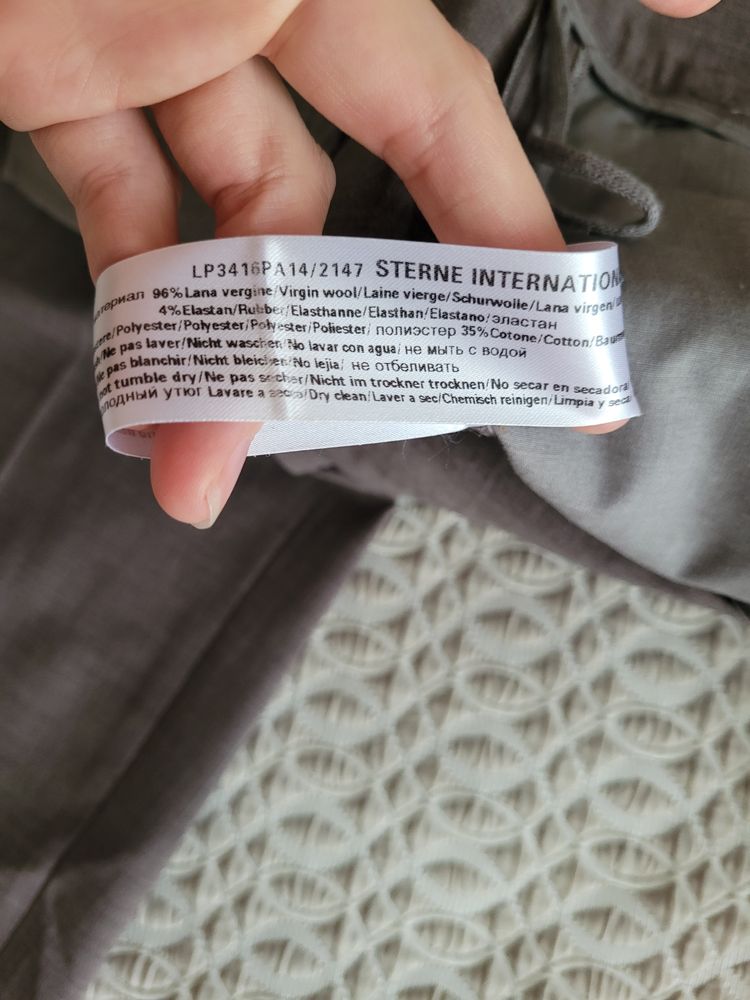 LP3416PA14/2147 STERNE INTERNATION
материал 96%Lana vergine/Virgin wool/Laine vierge/Schurwolle/Lana virgen/
4%Elastan/Rubber/Elasthanne/Elasthan/Elastano/эластан
/Polyester/Polyester/Polyester/Poliester/ полиэстер 35%Cotone/Cotton/Baum
/Ne pas laver/Nicht waschen/No lavar con agua/ не мыть с водой
Ne pas blanchir/Nicht bleichen/No lejia/ не отбеливать
not tumble dry/Ne pas secher/Nicht im trockner trocknen/No secar en secadora
утюг Lavare a secco/Dry clean/Laver a sec/Chemisch reinigen/Limpia y seca